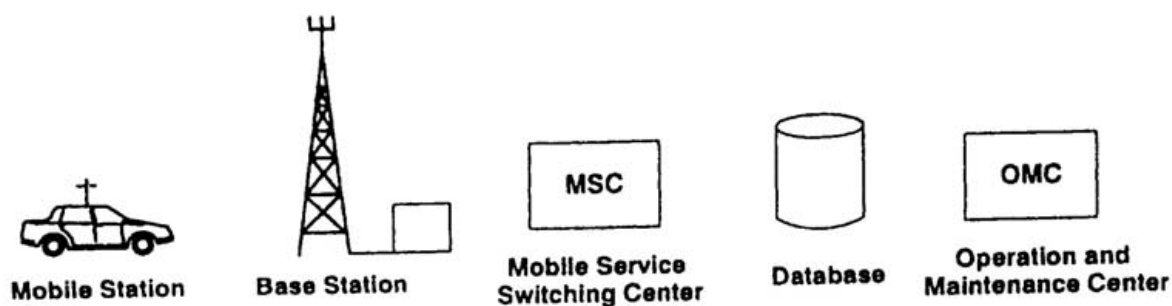 MSC
OMC
Mobile Station
Base Station
Mobile Service
Switching Center
Database
Operation and
Maintenance Center